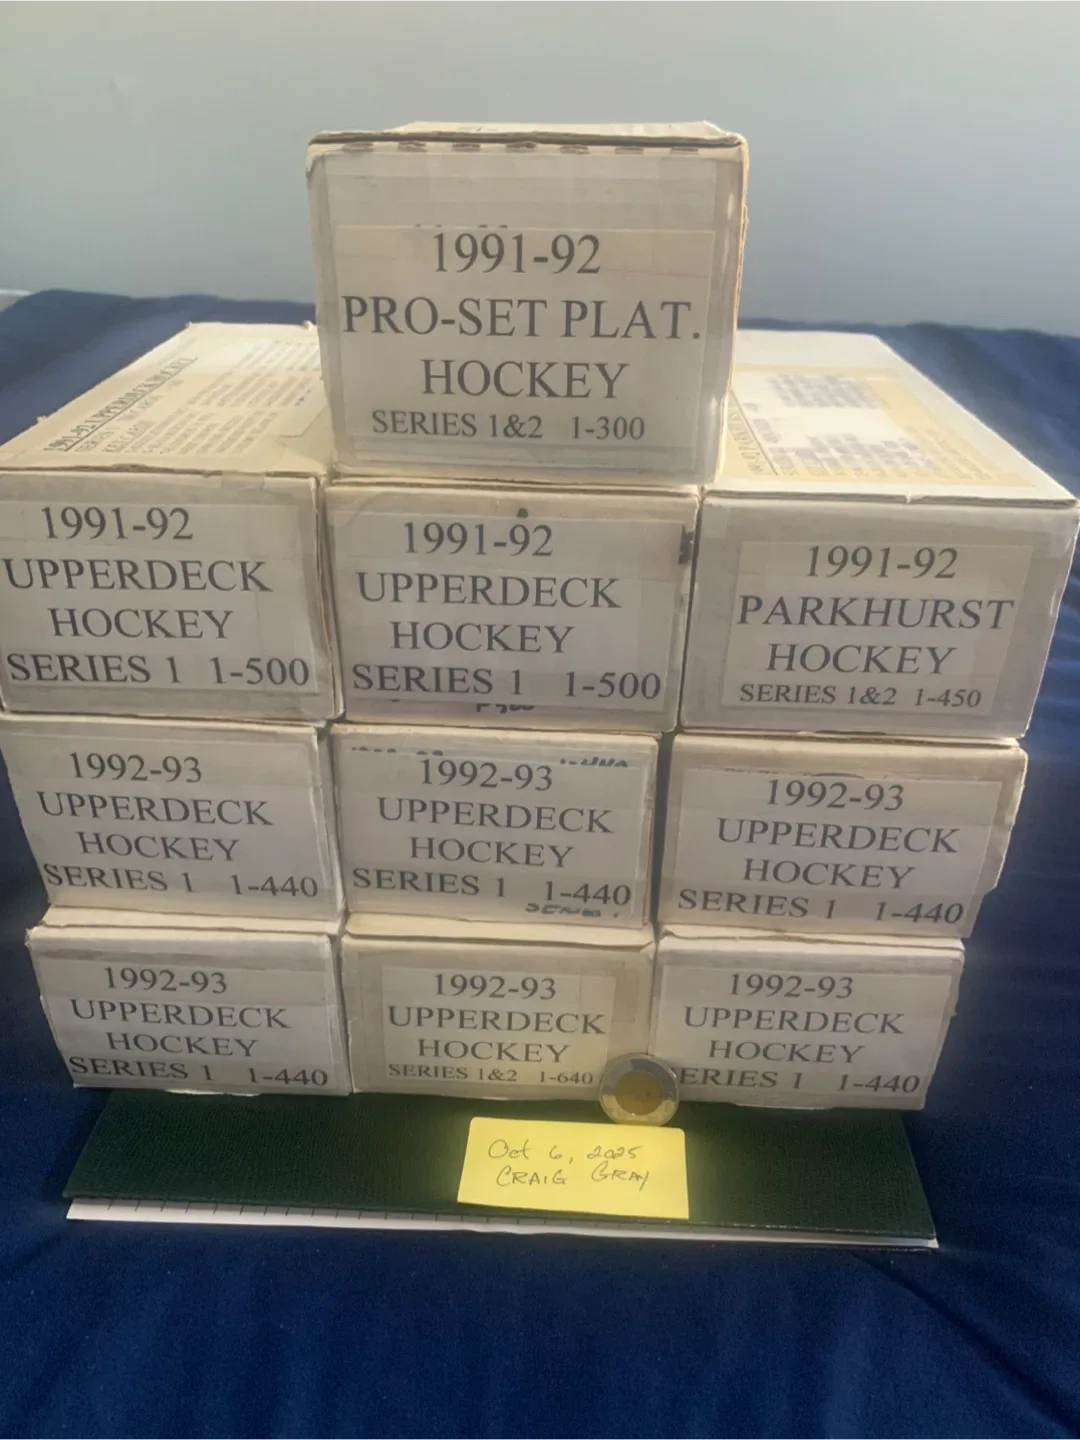 1991-92
PRO-SET PLAT.
HOCKEY
SERIES 1&2 1-300
1991-92 UPPERDECK HOCKEY
1991-92
UPPERDECK
HOCKEY
SERIES 1 1-500
1991-92
UPPERDECK
HOCKEY
SERIES 1 1-500
1991-92
PARKHURST
HOCKEY
SERIES 1&2 1-450
1992-93
UPPERDECK
HOCKEY
SERIES 1 1-440
1992-93
UPPERDECK
HOCKEY
SERIES 1 1-440
1992-93
UPPERDECK
HOCKEY
SERIES 1 1-440
1992-93
UPPERDECK
HOCKEY
SERIES 1 1-440
1992-93
UPPERDECK
HOCKEY
SERIES 1&2 1-640
1992-93
UPPERDECK
HOCKEY
ERIES 1 1-440
Oct 6, 2025
CRAIG GRAY